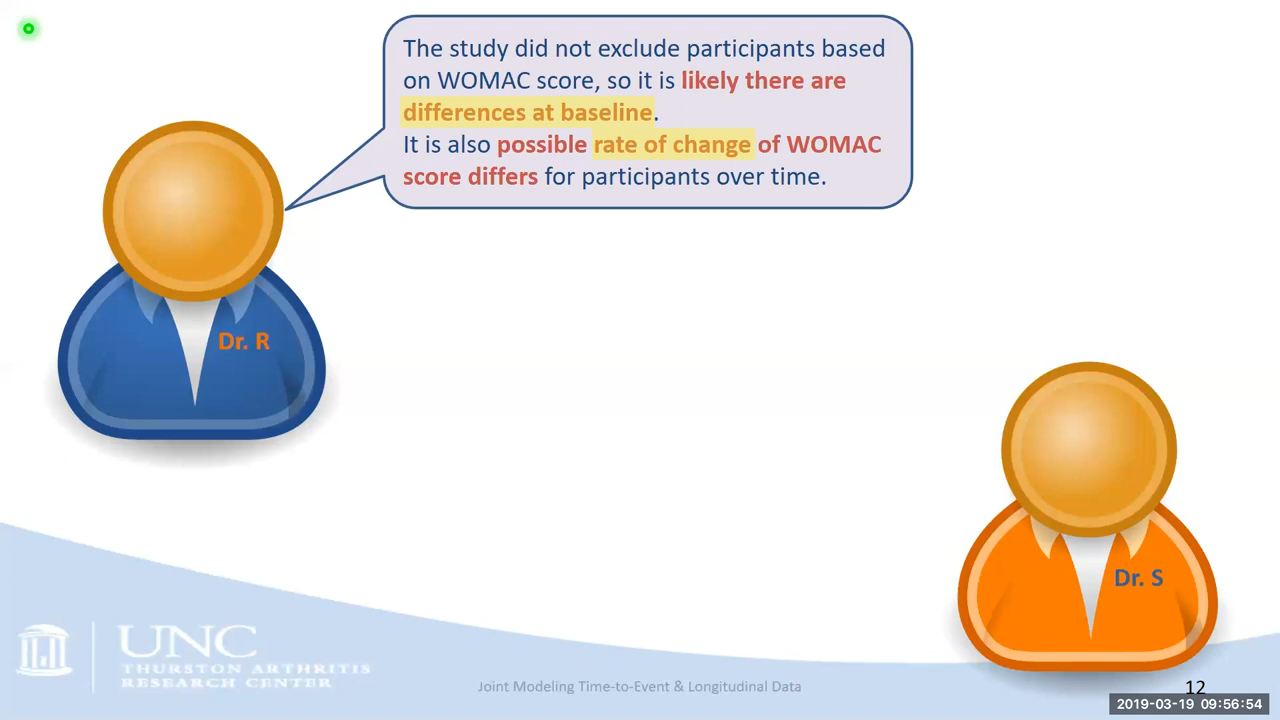 The study did not exclude participants based
on WOMAC score, so it is likely there are
differences at baseline.
It is also possible rate of change of WOMAC
score differs for participants over time.
Dr. R
Dr. S
UNC
THURSTON ARTHRITIS
RESEARCH CENTER
Joint Modeling Time-to-Event & Longitudinal Data
12
2019-03-19 09:56:54